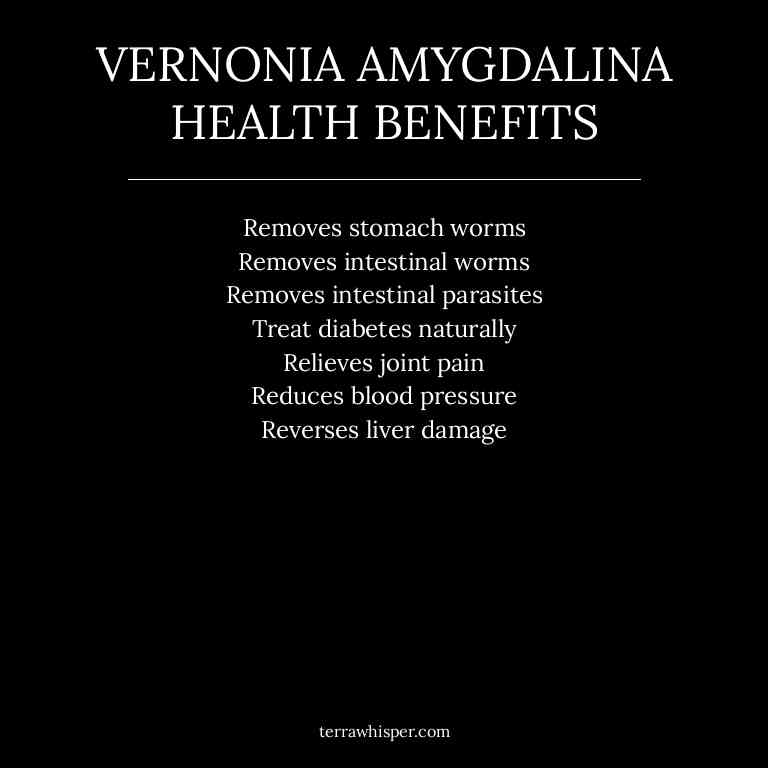 VERNONIA AMYGDALINA
HEALTH BENEFITS
Removes stomach worms
Removes intestinal worms
Removes intestinal parasites
Treat diabetes naturally
Relieves joint pain
Reduces blood pressure
Reverses liver damage
terrawhisper.com